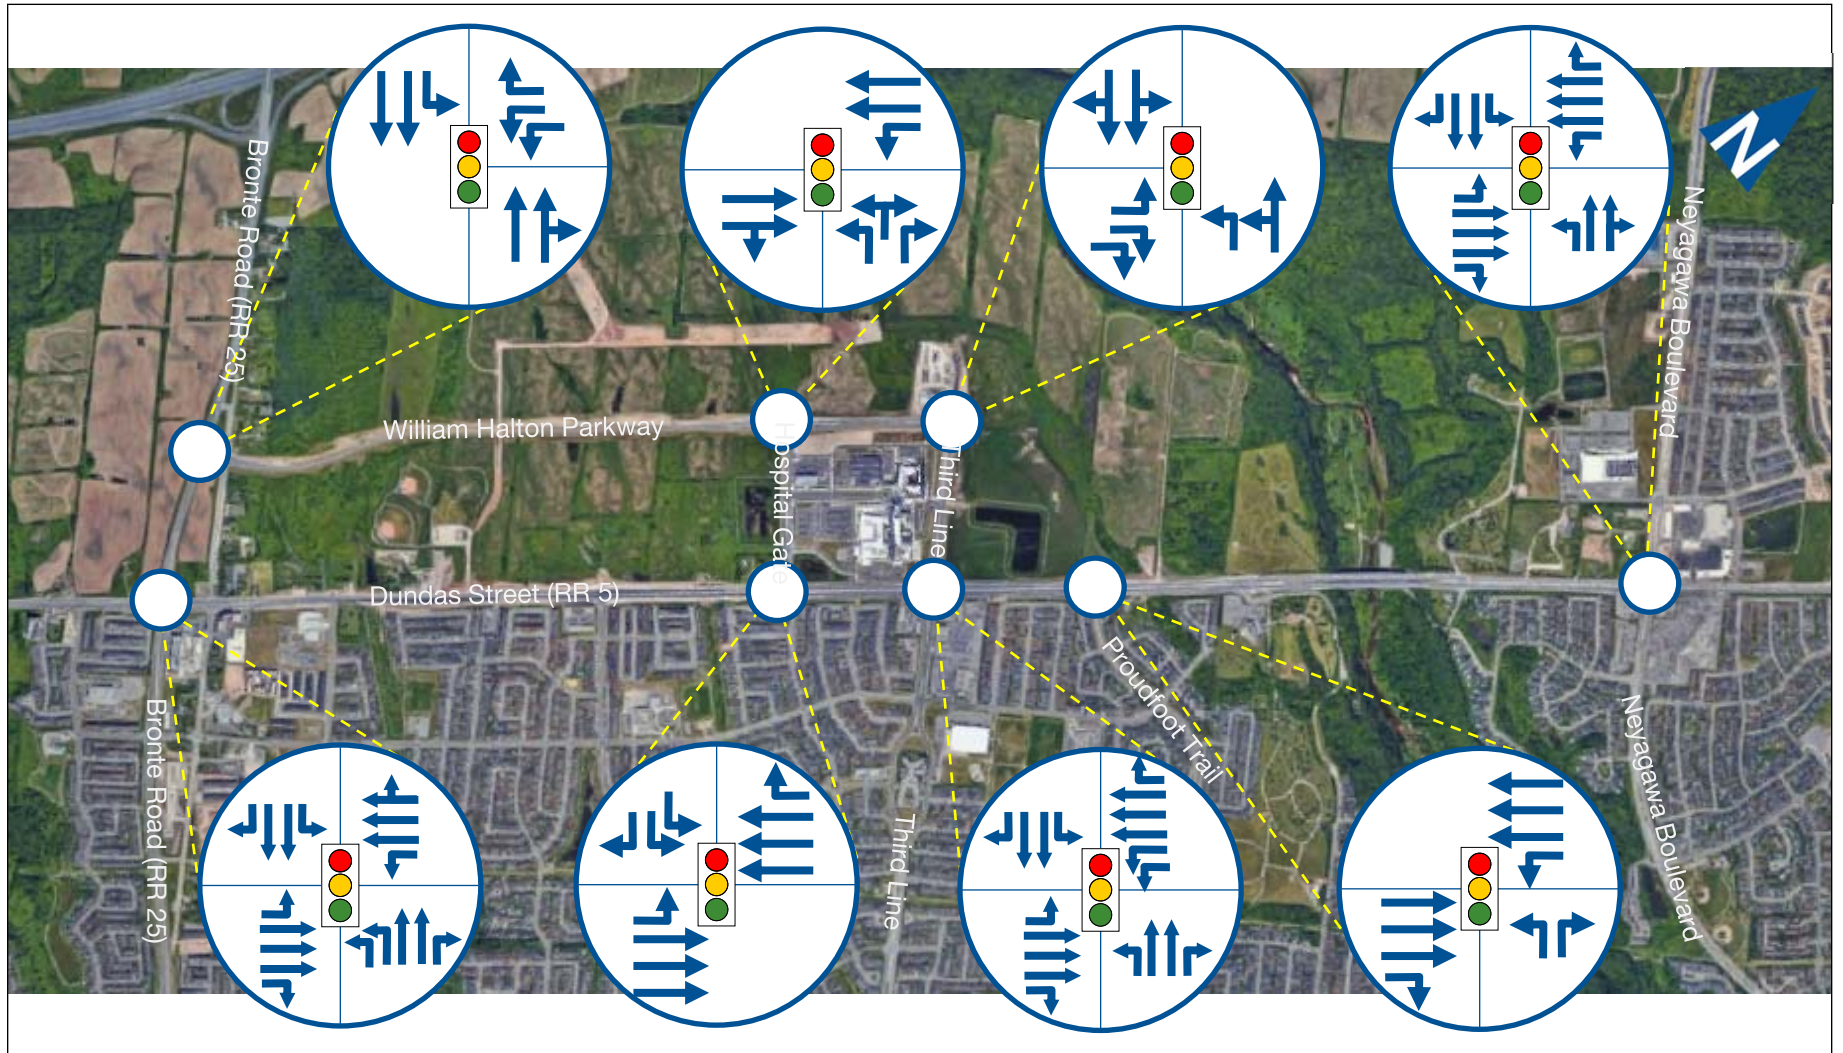 N
Bronte Road (RR 25)
Neyagawa Boulevard
William Halton Parkway
Hospital Gate
Third Line
Dundas Street (RR 5)
Proudfoot Trail
Bronte Road (RR 25)
Third Line
Neyagawa Boulevard